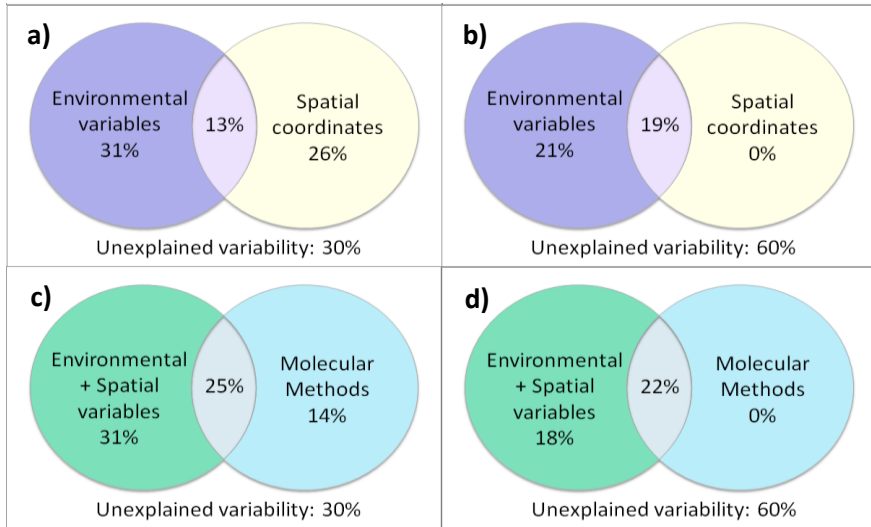 a)
Environmental
variables
31%
13%
Spatial
coordinates
26%
Unexplained variability: 30%
b)
Environmental
variables
21%
19%
Spatial
coordinates
0%
Unexplained variability: 60%
c)
Environmental
+ Spatial
variables
31%
25%
Molecular
Methods
14%
Unexplained variability: 30%
d)
Environmental
+ Spatial
variables
18%
22%
Molecular
Methods
0%
Unexplained variability: 60%